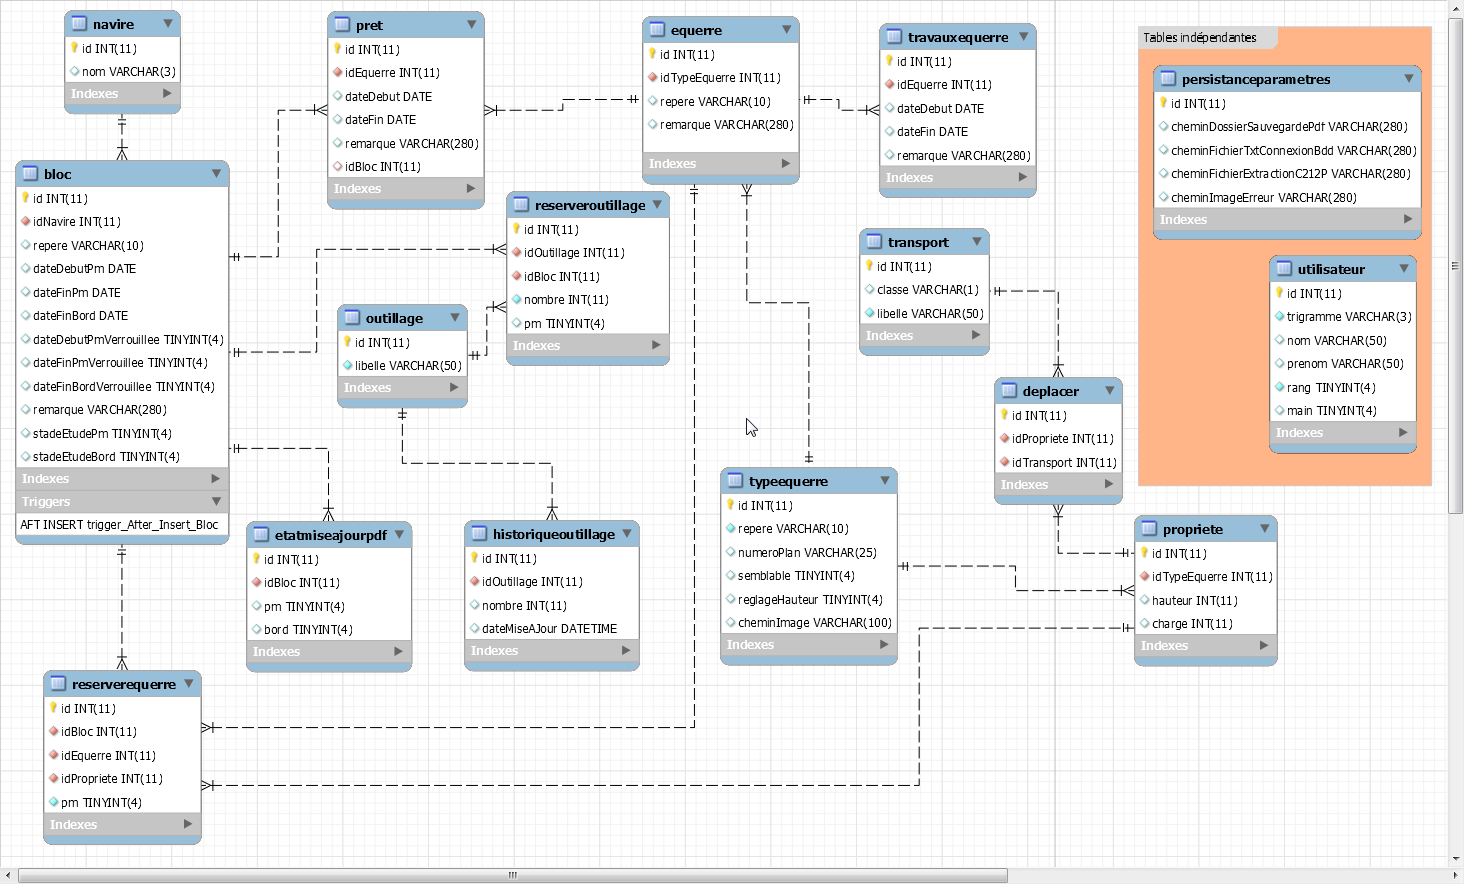 navire
id INT(11)
nom VARCHAR(3)
Indexes
pret
id INT(11)
idEquerre INT(11)
dateDebut DATE
dateFin DATE
remarque VARCHAR(280)
idBloc INT(11)
Indexes
equerre
id INT(11)
idTypeEquerre INT(11)
repere VARCHAR(10)
remarque VARCHAR(280)
Indexes
travauxequerre
id INT(11)
idEquerre INT(11)
dateDebut DATE
dateFin DATE
remarque VARCHAR(280)
Indexes
Tables indépendantes
persistanceparametres
id INT(11)
cheminDossierSauvegardePdf VARCHAR(280)
cheminFichierTxtConnexionBdd VARCHAR(280)
cheminFichierExtractionC212P VARCHAR(280)
cheminImageErreur VARCHAR(280)
Indexes
utilisateur
id INT(11)
trigramme VARCHAR(3)
nom VARCHAR(50)
prenom VARCHAR(50)
rang TINYINT(4)
main TINYINT(4)
Indexes
bloc
id INT(11)
idNavire INT(11)
repere VARCHAR(10)
dateDebutPm DATE
dateFinPm DATE
dateFinBord DATE
dateDebutPmVerrouillee TINYINT(4)
dateFinPmVerrouillee TINYINT(4)
dateFinBordVerrouillee TINYINT(4)
remarque VARCHAR(280)
stadeEtudePm TINYINT(4)
stadeEtudeBord TINYINT(4)
Indexes
Triggers
AFT INSERT trigger_After_Insert_Bloc
reserveroutillage
id INT(11)
idOutillage INT(11)
idBloc INT(11)
nombre INT(11)
pm TINYINT(4)
Indexes
outillage
id INT(11)
libelle VARCHAR(50)
Indexes
transport
id INT(11)
classe VARCHAR(1)
libelle VARCHAR(50)
Indexes
deplacer
id INT(11)
idPropriete INT(11)
idTransport INT(11)
Indexes
etatmiseajourpdf
id INT(11)
idBloc INT(11)
pm TINYINT(4)
bord TINYINT(4)
Indexes
historiqueoutillage
id INT(11)
idOutillage INT(11)
nombre INT(11)
dateMiseAJour DATETIME
Indexes
typeequerre
id INT(11)
repere VARCHAR(10)
numeroPlan VARCHAR(25)
semblable TINYINT(4)
reglageHauteur TINYINT(4)
cheminImage VARCHAR(100)
Indexes
propriete
id INT(11)
idTypeEquerre INT(11)
hauteur INT(11)
charge INT(11)
Indexes
reserverequerre
id INT(11)
idBloc INT(11)
idEquerre INT(11)
idPropriete INT(11)
pm TINYINT(4)
Indexes